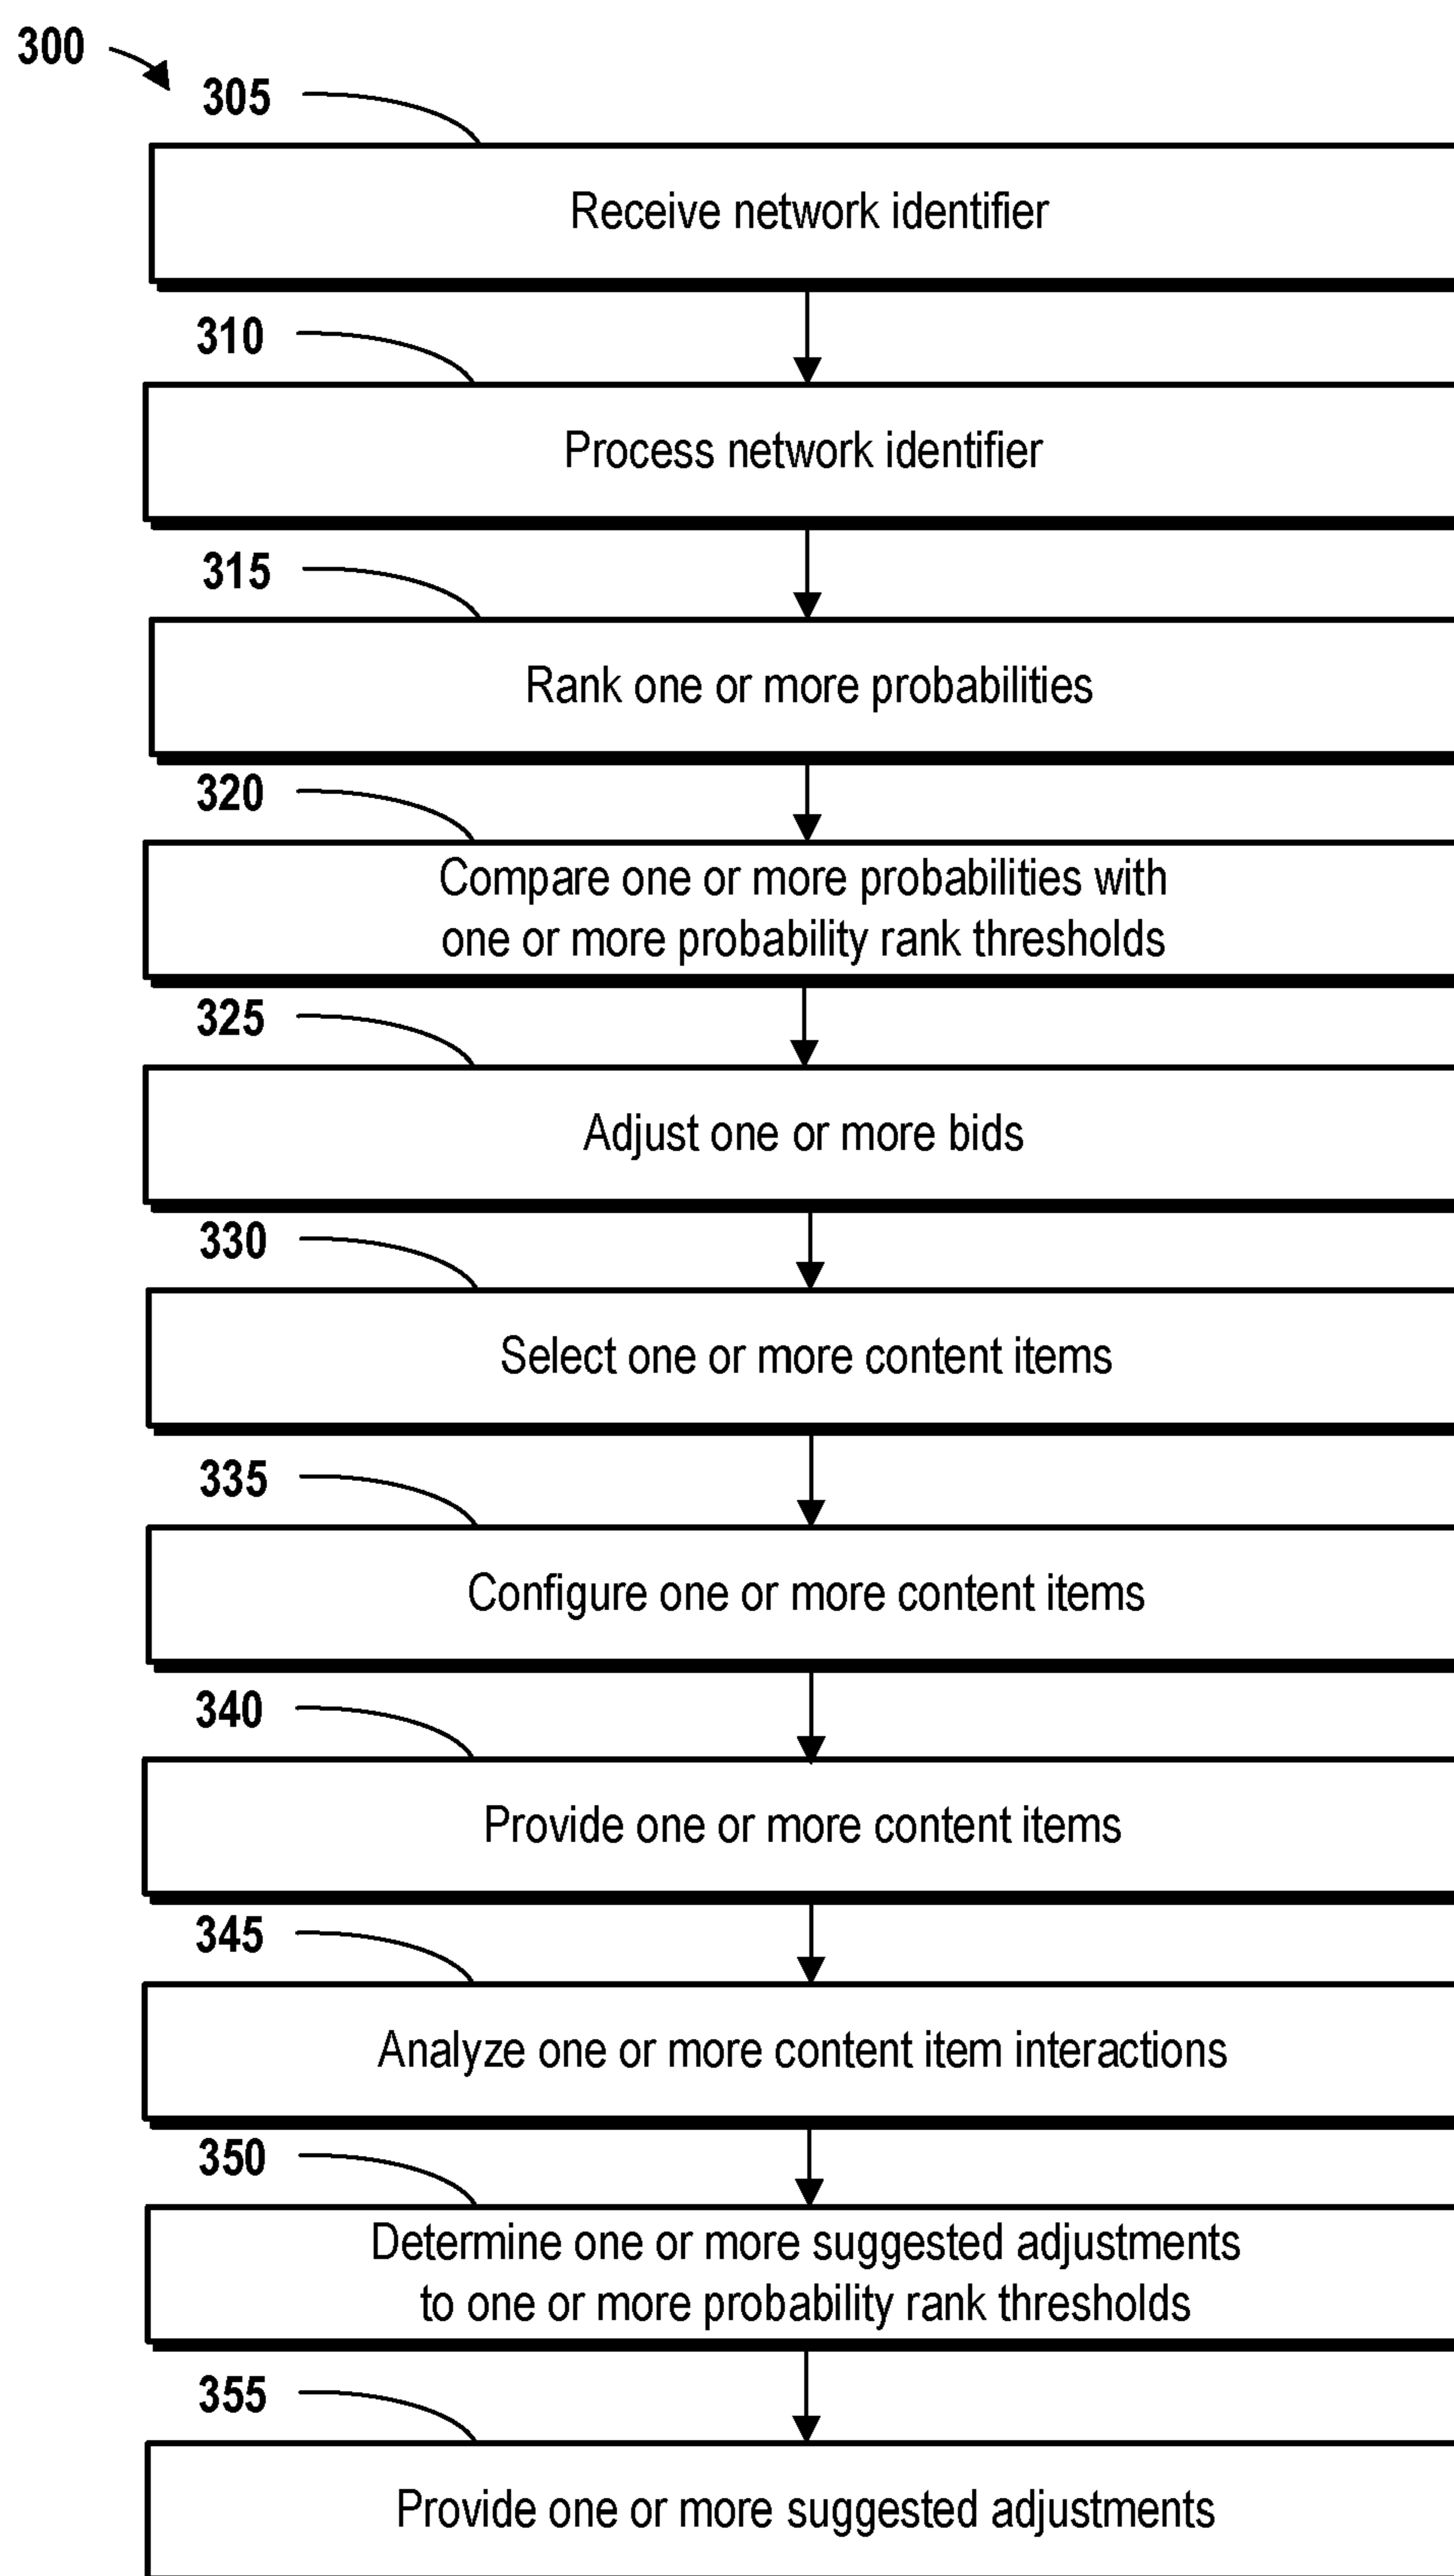 300
305
Receive network identifier
310
Process network identifier
315
Rank one or more probabilities
320
Compare one or more probabilities with
one or more probability rank thresholds
325
Adjust one or more bids
330
Select one or more content items
335
Configure one or more content items
340
Provide one or more content items
345
Analyze one or more content item interactions
350
Determine one or more suggested adjustments
to one or more probability rank thresholds
355
Provide one or more suggested adjustments